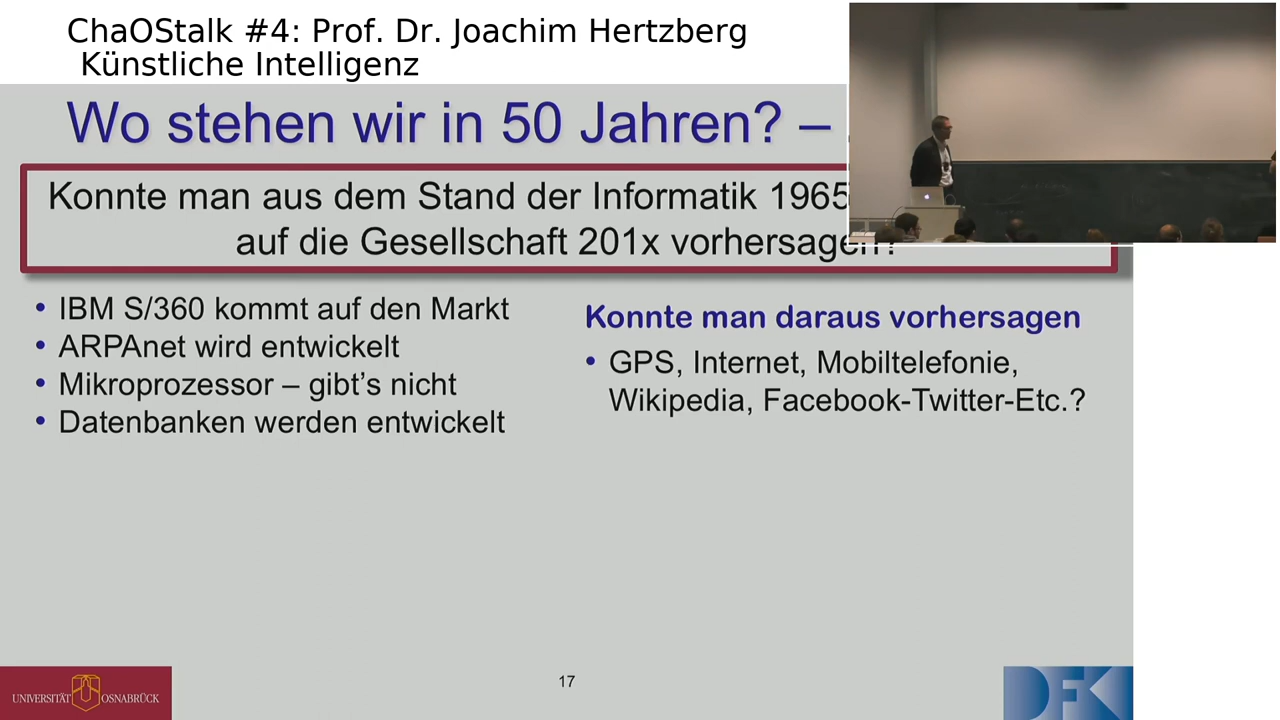 ChaOStalk #4: Prof. Dr. Joachim Hertzberg
Künstliche Intelligenz
Wo stehen wir in 50 Jahren? –
Konnte man aus dem Stand der Informatik 1965
auf die Gesellschaft 201x vorhersagen?
• IBM S/360 kommt auf den Markt
• ARPAnet wird entwickelt
• Mikroprozessor – gibt's nicht
• Datenbanken werden entwickelt
Konnte man daraus vorhersagen
• GPS, Internet, Mobiltelefonie,
Wikipedia, Facebook-Twitter-Etc.?
UNIVERSITÄT OSNABRÜCK
17
DFK